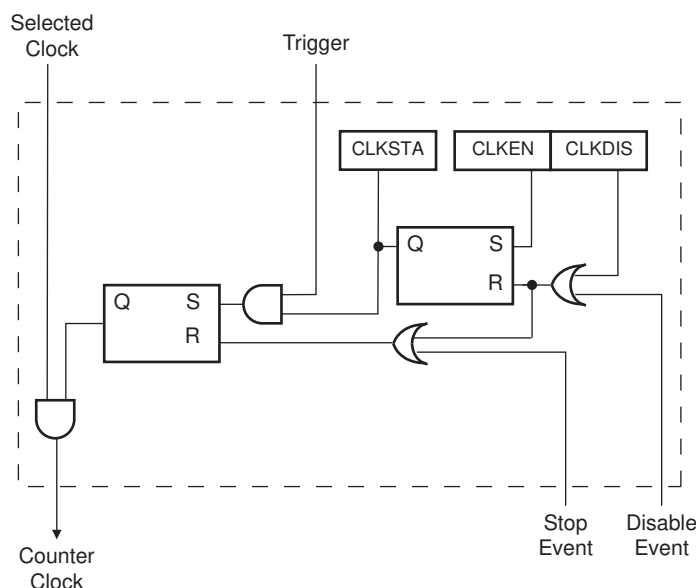 Selected
Clock
Trigger
CLKSTA
CLKEN
CLKDIS
Q
S
R
Q
S
R
Stop
Event
Disable
Event
Counter
Clock